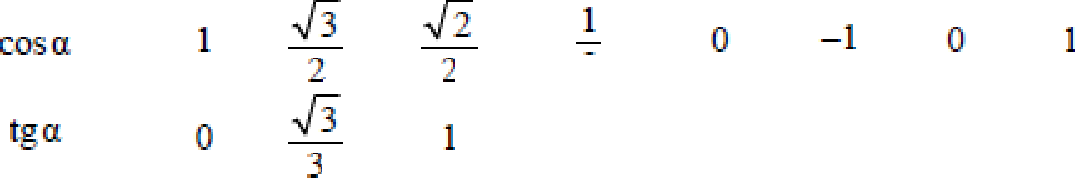 cos α 1 √3/2 √2/2 1/ 0 −1 0 1
tg α 0 √3/3 1